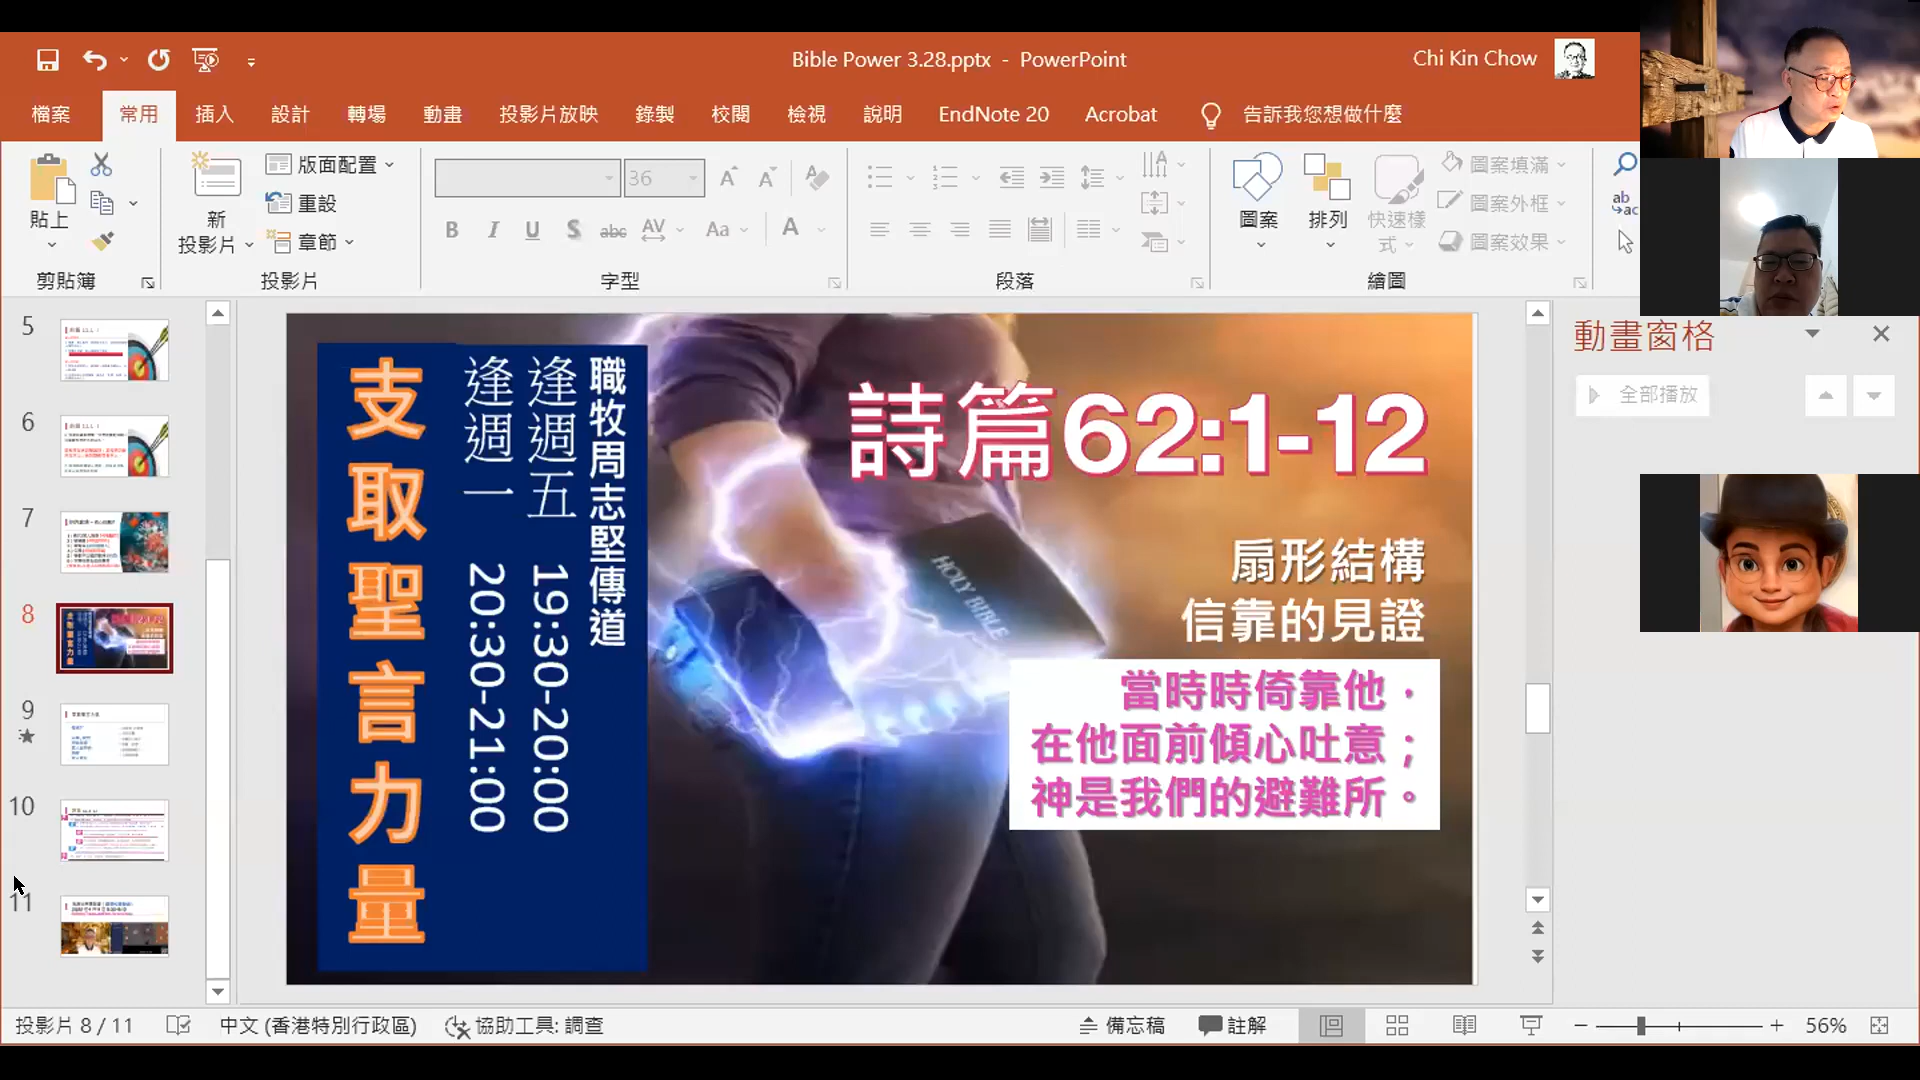 Bible Power 3.28.pptx - PowerPoint
Chi Kin Chow
檔案 常用 插入 設計 轉場 動畫 投影片放映 錄製 校閱 檢視 說明 EndNote 20 Acrobat 告訴我您想做什麼
貼上
剪貼簿
新
投影片
版面配置
重設
章節
投影片
36
B I U S abc AV Aa A
字型
段落
圖案
排列
快速樣
式
圖案填滿
圖案外框
圖案效果
繪圖
ab
ac
動畫窗格
全部播放
5
6
7
8
9
10
11
職牧周志堅傳道
逢週五 19:30-20:00
逢週一 20:30-21:00
支取聖言力量
HOLY BIBLE
詩篇62:1-12
扇形結構
信靠的見證
當時時倚靠他，
在他面前傾心吐意；
神是我們的避難所。
投影片 8 / 11
中文 (香港特別行政區)
協助工具: 調查
備忘稿
註解
56%